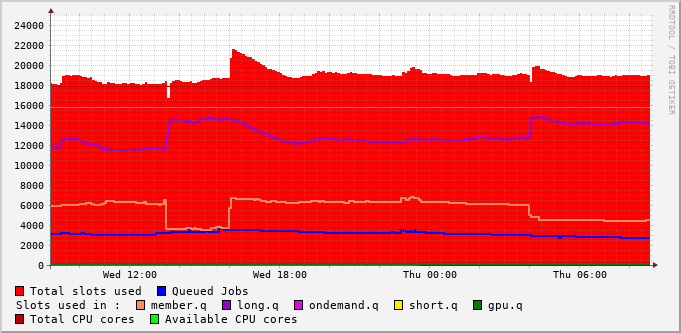 24000
22000
20000
18000
16000
14000
12000
10000
8000
6000
4000
2000
0
RRDTOOL / TOBI OETIKER
Wed 12:00 Wed 18:00 Thu 00:00 Thu 06:00
Total slots used Queued Jobs
Slots used in : member.q long.q ondemand.q short.q gpu.q
Total CPU cores Available CPU cores